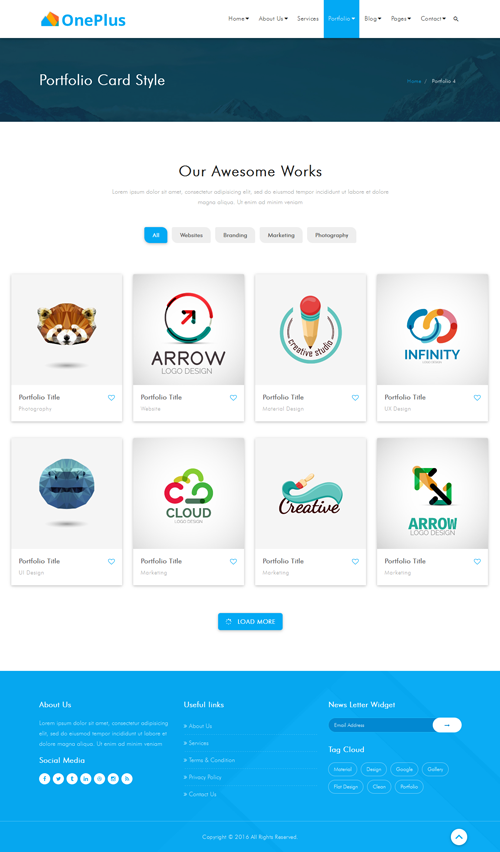 OnePlus
Home About Us Services Portfolio Blog Pages Contact
Portfolio Card Style
Home / Portfolio 4
Our Awesome Works
Lorem ipsum dolor sit amet, consectetur adipisicing elit, sed do eiusmod tempor incididunt ut labore et dolore
magna aliqua. Ut enim ad minim veniam
All Websites Branding Marketing Photography
ARROW
LOGO DESIGN
creative studio
INFINITY
Portfolio Title
Photography
Portfolio Title
Website
Portfolio Title
Material Design
Portfolio Title
UX Design
CLOUD
LOGO DESIGN
Creative
ARROW
LOGO DESIGN
Portfolio Title
UI Design
Portfolio Title
Marketing
Portfolio Title
Marketing
Portfolio Title
Marketing
LOAD MORE
About Us
Lorem ipsum dolor sit amet, consectetur
adipisicing elit, sed do eiusmod tempor
incididunt ut labore et dolore magna
aliqua. Ut enim ad minim veniam
Social Media
Useful links
» About Us
» Services
» Terms & Condition
» Privacy Policy
» Contact Us
News Letter Widget
Email Address
Tag Cloud
Material Design Google Gallery
Flat Design Clean Portfolio
Copyright © 2016 All Rights Reserved.